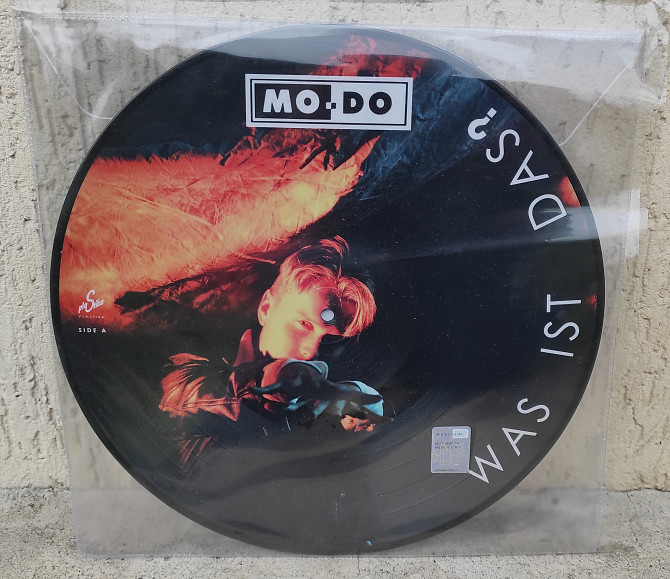 MO-DO
WAS IST DAS?
SIDE A